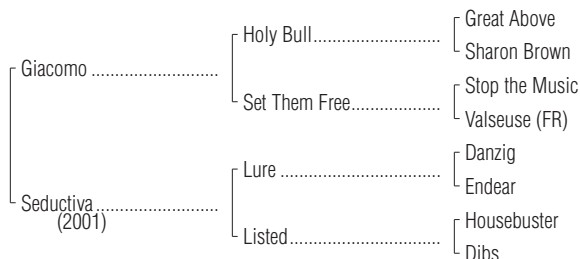 Great Above
Holy Bull
Sharon Brown
Giacomo
Stop the Music
Set Them Free
Valseuse (FR)
Danzig
Lure
Endear
Seductiva
(2001)
Housebuster
Listed
Dibs